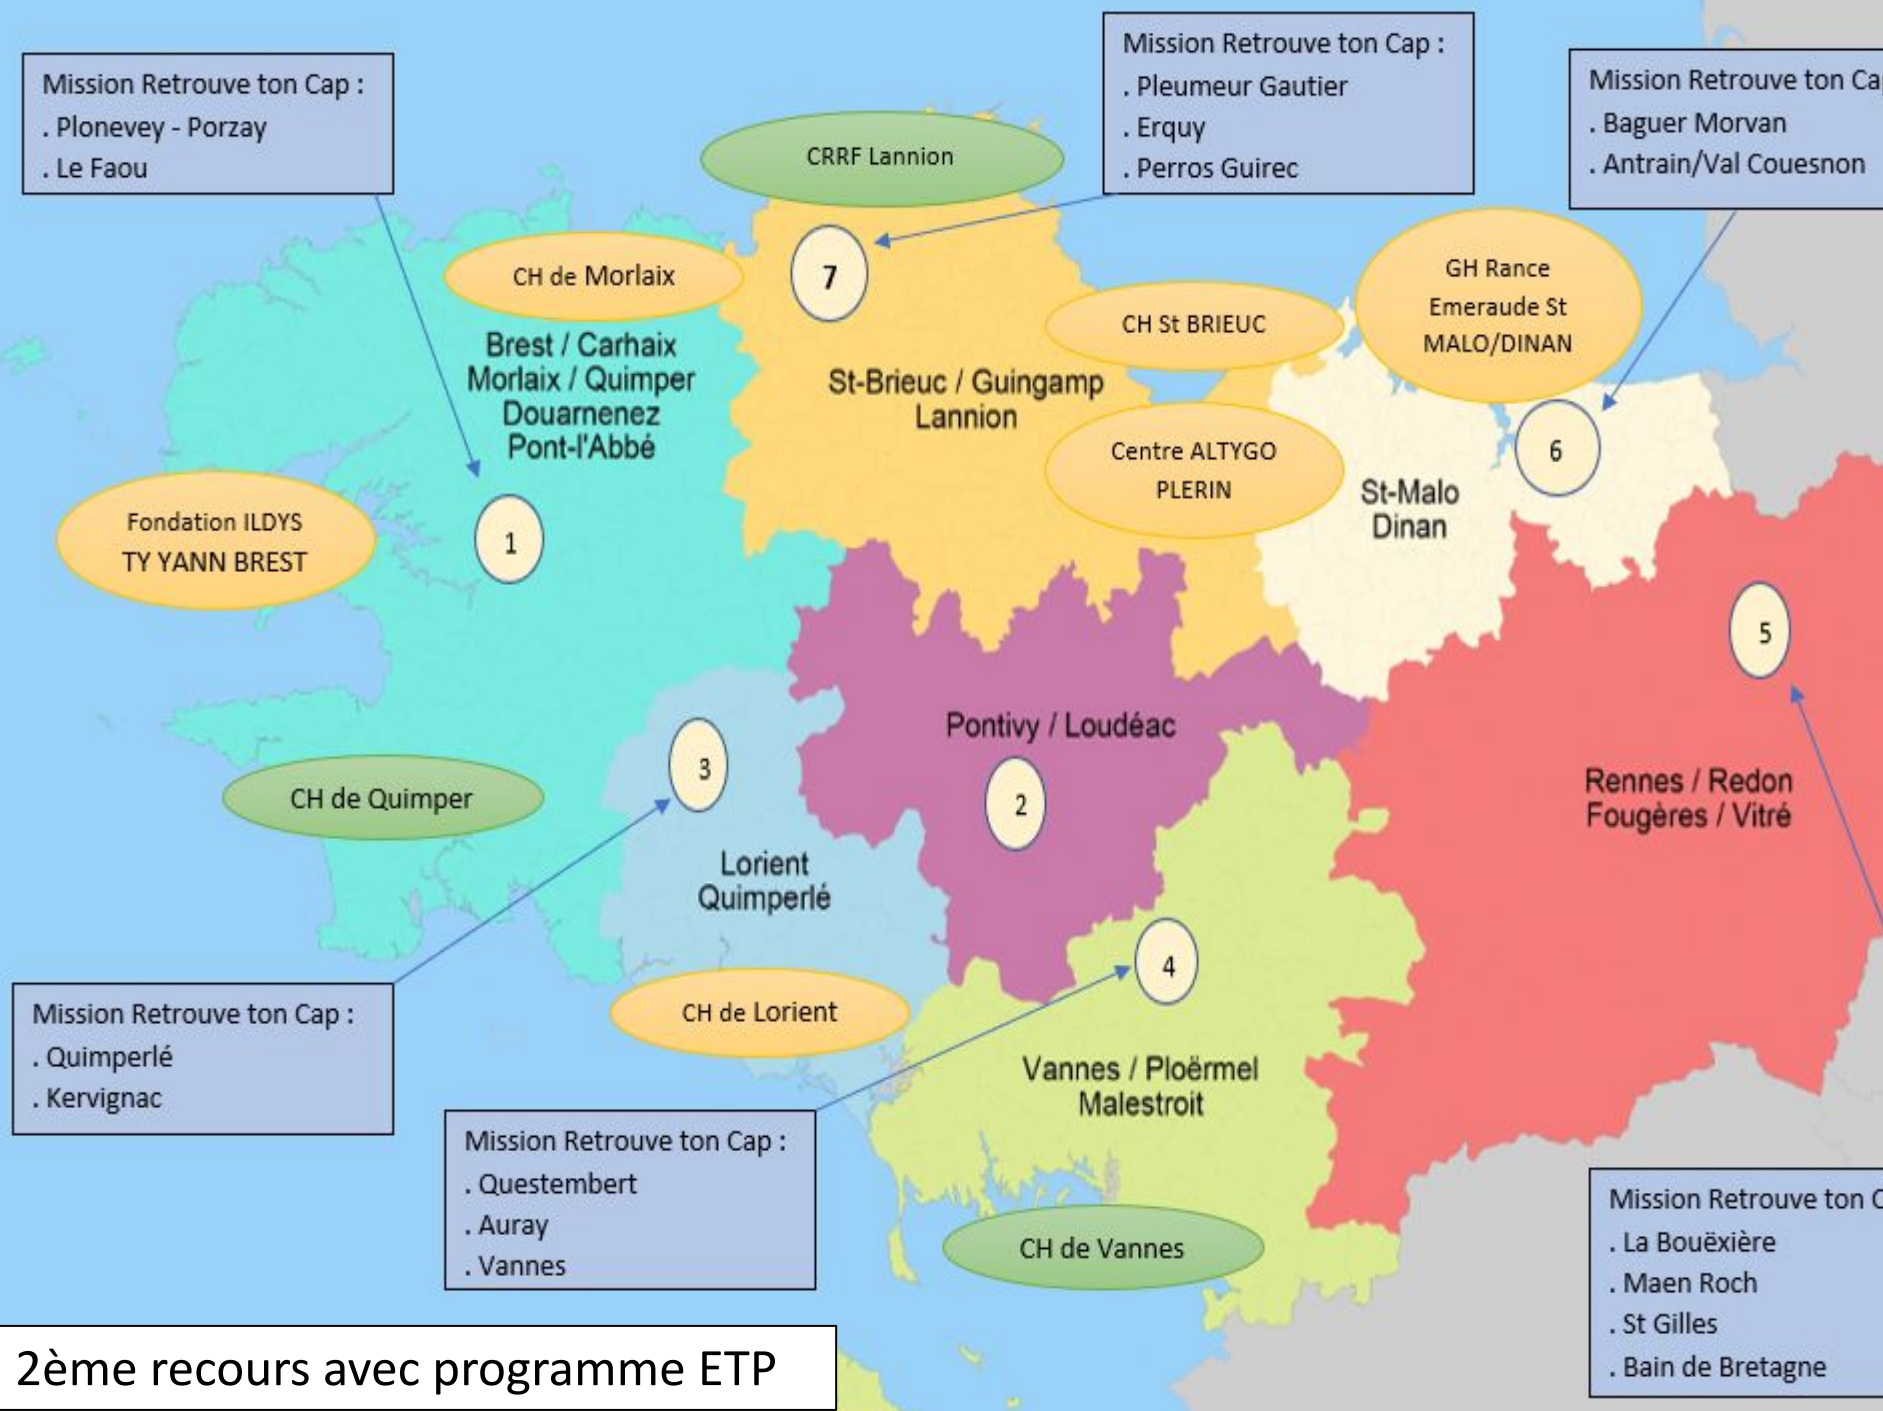 Mission Retrouve ton Cap :
. Plonevey - Porzay
. Le Faou
Mission Retrouve ton Cap :
. Pleumeur Gautier
. Erquy
. Perros Guirec
Mission Retrouve ton Ca
. Baguer Morvan
. Antrain/Val Couesnon
CRRF Lannion
CH de Morlaix
7
CH St BRIEUC
GH Rance
Emeraude St
MALO/DINAN
Brest / Carhaix
Morlaix / Quimper
Douarnenez
Pont-l'Abbé
St-Brieuc / Guingamp
Lannion
Centre ALTYGO
PLERIN
6
St-Malo
Dinan
Fondation ILDYS
TY YANN BREST
1
5
Pontivy / Loudéac
3
2
CH de Quimper
Rennes / Redon
Fougères / Vitré
Lorient
Quimperlé
4
CH de Lorient
Mission Retrouve ton Cap :
. Quimperlé
. Kervignac
Vannes / Ploërmel
Malestroit
Mission Retrouve ton Cap :
. Questembert
. Auray
. Vannes
CH de Vannes
Mission Retrouve ton C
. La Bouëxière
. Maen Roch
. St Gilles
. Bain de Bretagne
2ème recours avec programme ETP